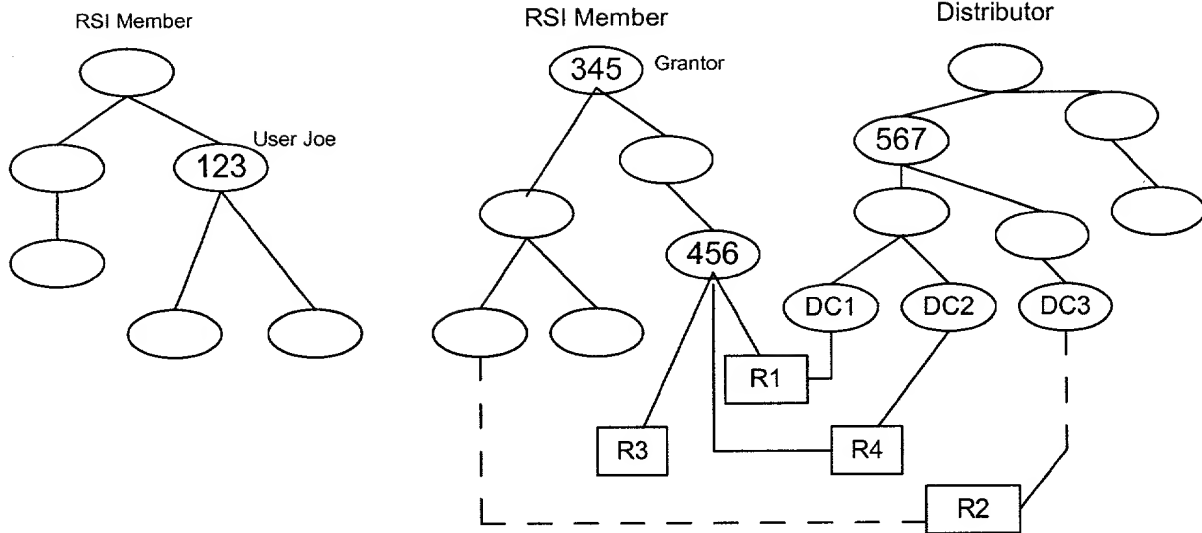 RSI Member
RSI Member
Distributor
345
Grantor
User Joe
123
567
456
DC1
DC2
DC3
R1
R3
R4
R2